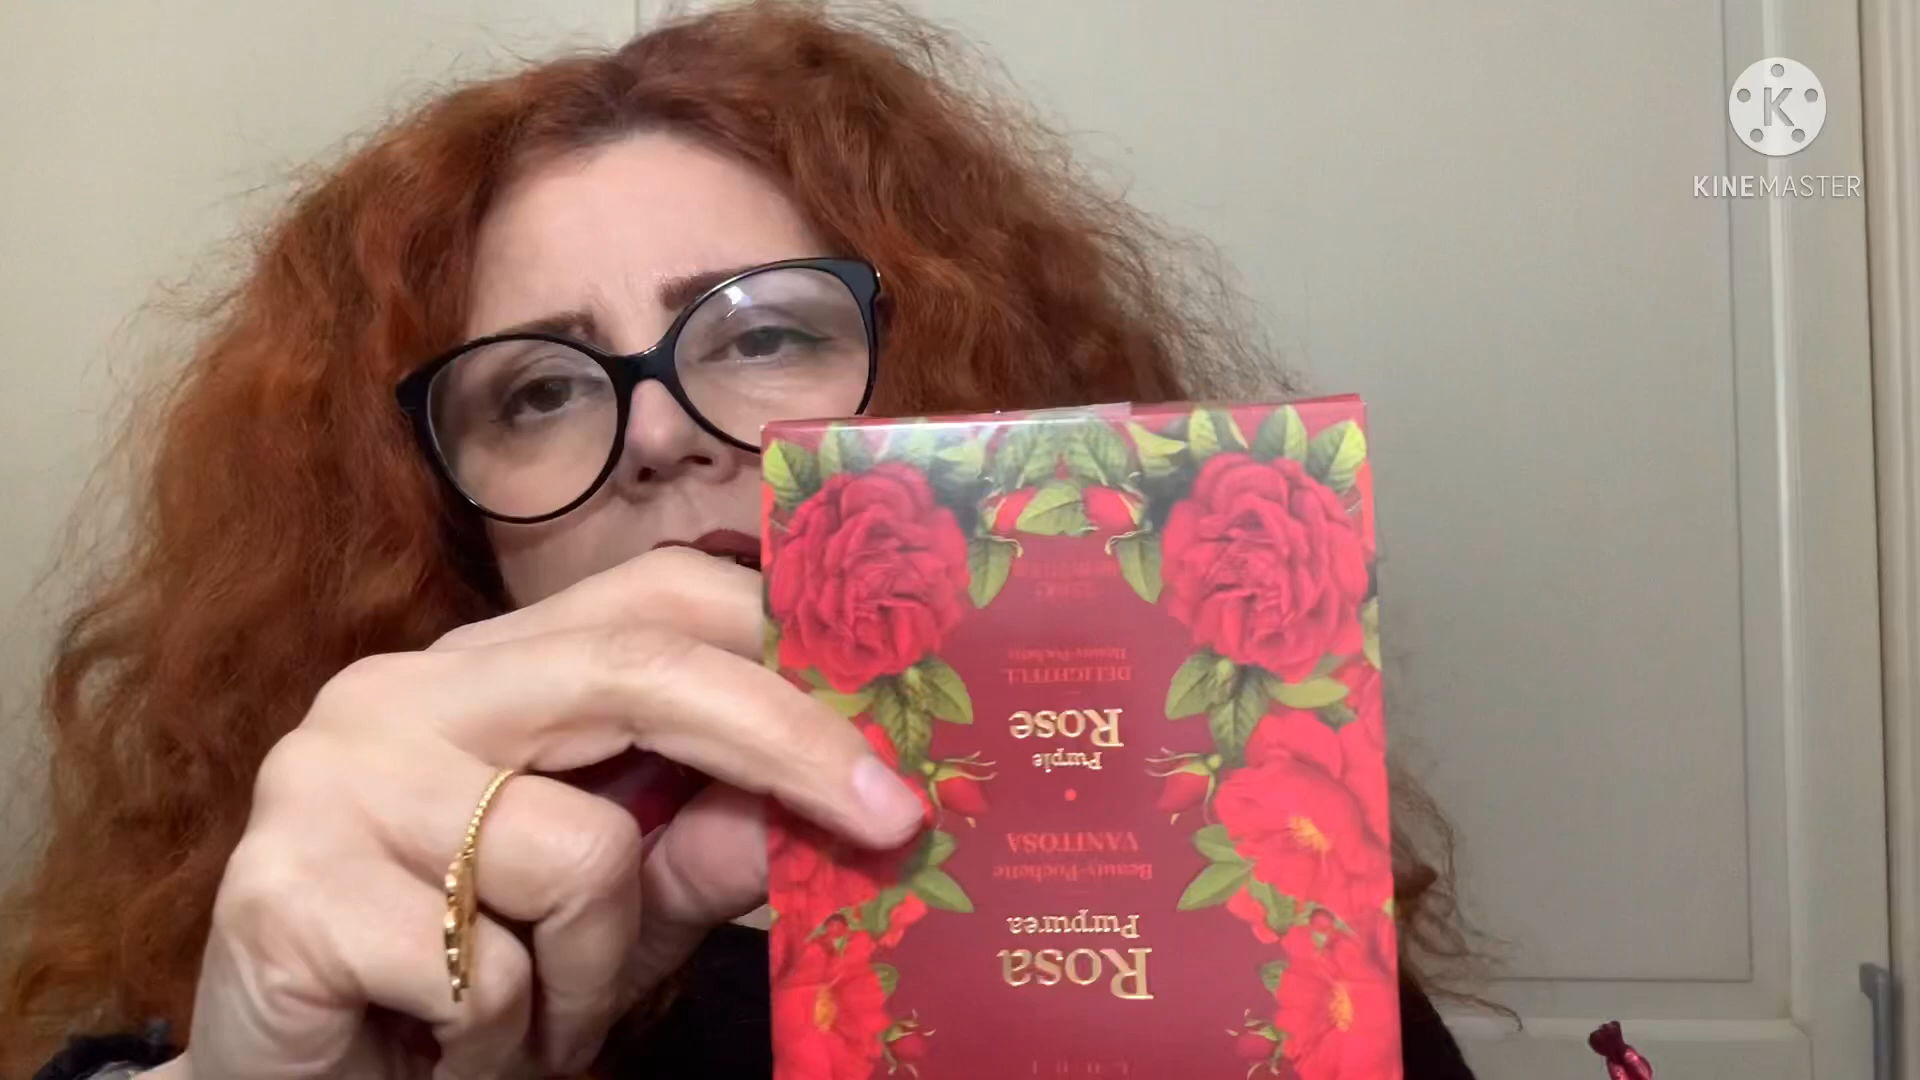 K
KINEMASTER
Rosa
Purpurea
Beauty-Pochette
VANITOSA
Purple
Rose
DELIGHTFUL
Beauty-Pochette